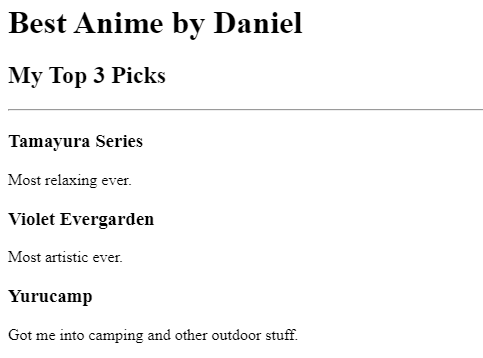 Best Anime by Daniel
My Top 3 Picks
Tamayura Series
Most relaxing ever.
Violet Evergarden
Most artistic ever.
Yurucamp
Got me into camping and other outdoor stuff.